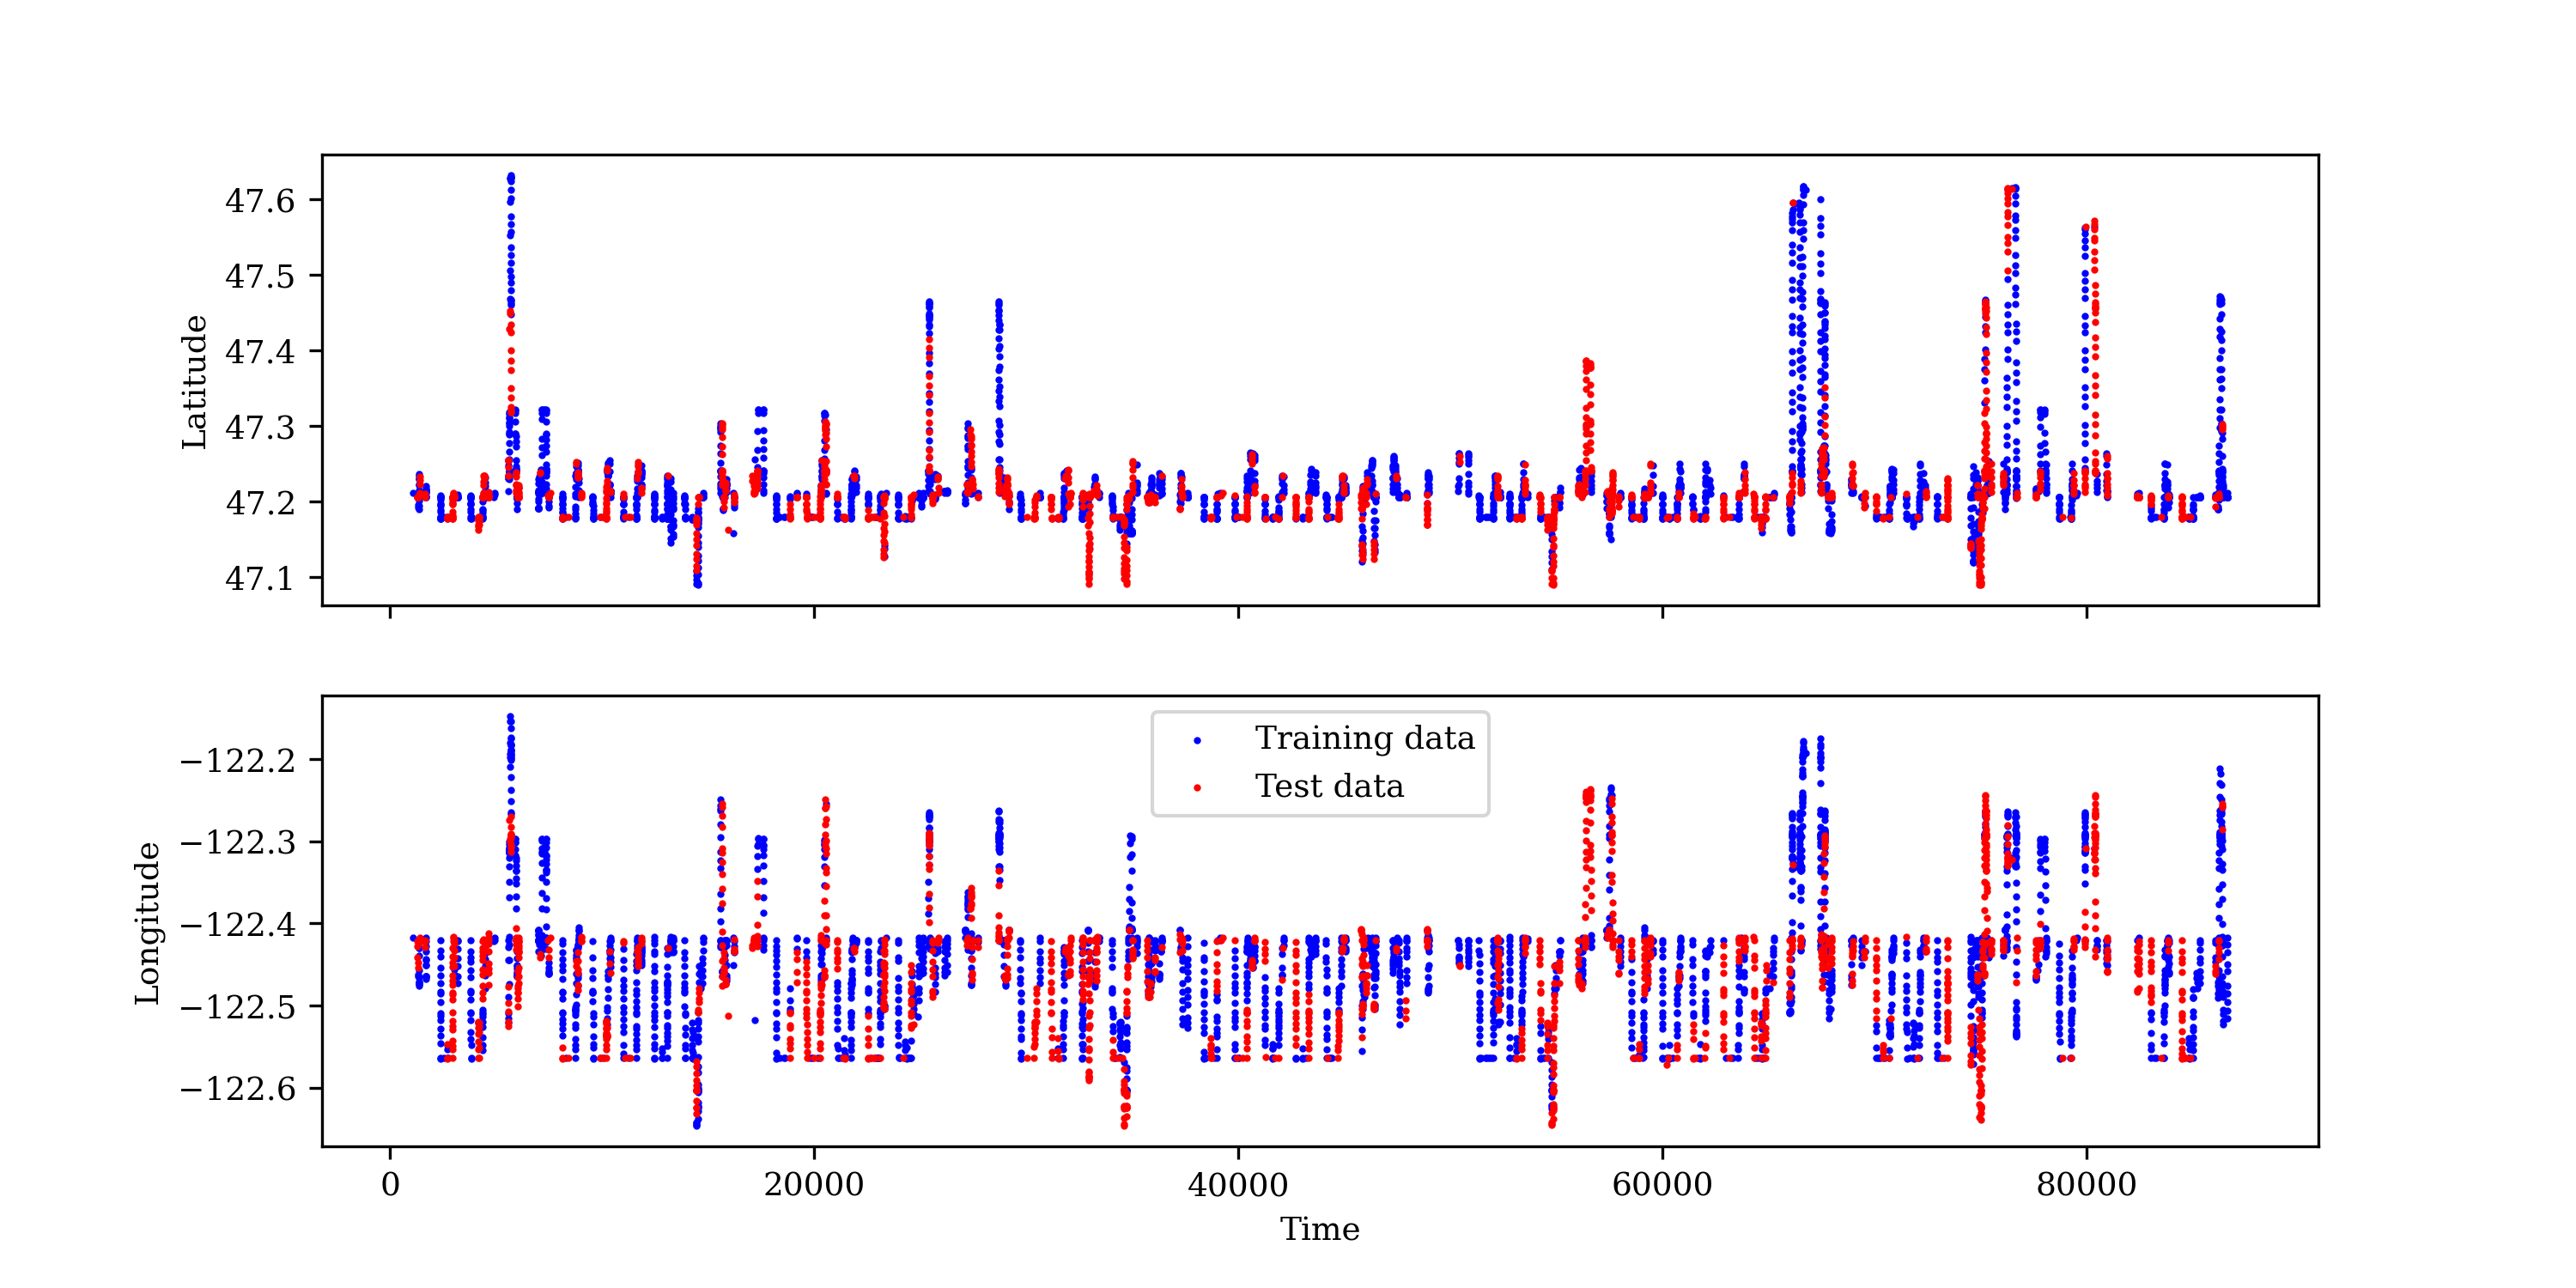 47.6
47.5
47.4
47.3
47.2
47.1
Latitude
−122.2
−122.3
−122.4
−122.5
−122.6
Longitude
Training data
Test data
0 20000 40000 60000 80000
Time